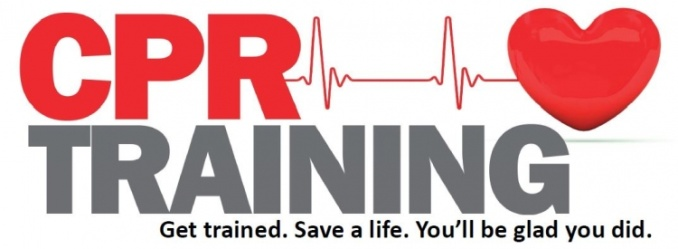 CPR
TRAINING
Get trained. Save a life. You'll be glad you did.